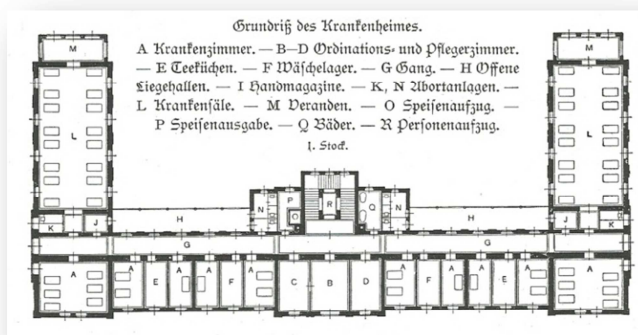 Grundriß des Krankenheimes.
A Krankenzimmer. — B—D Ordinations- und Pflegerzimmer.
— E Teeküchen. — F Wäschelager. — G Gang. — H Offene
Liegehallen. — I Handmagazine. — K, N Abortanlagen. —
L Krankensäle. — M Veranden. — O Speisenaufzug. —
P Speisenausgabe. — Q Bäder. — R Personenaufzug.
I. Stock.
M M
L L
N P O R Q N
K J H H J K
G G
A A E A A F A C B D A F A A E A A